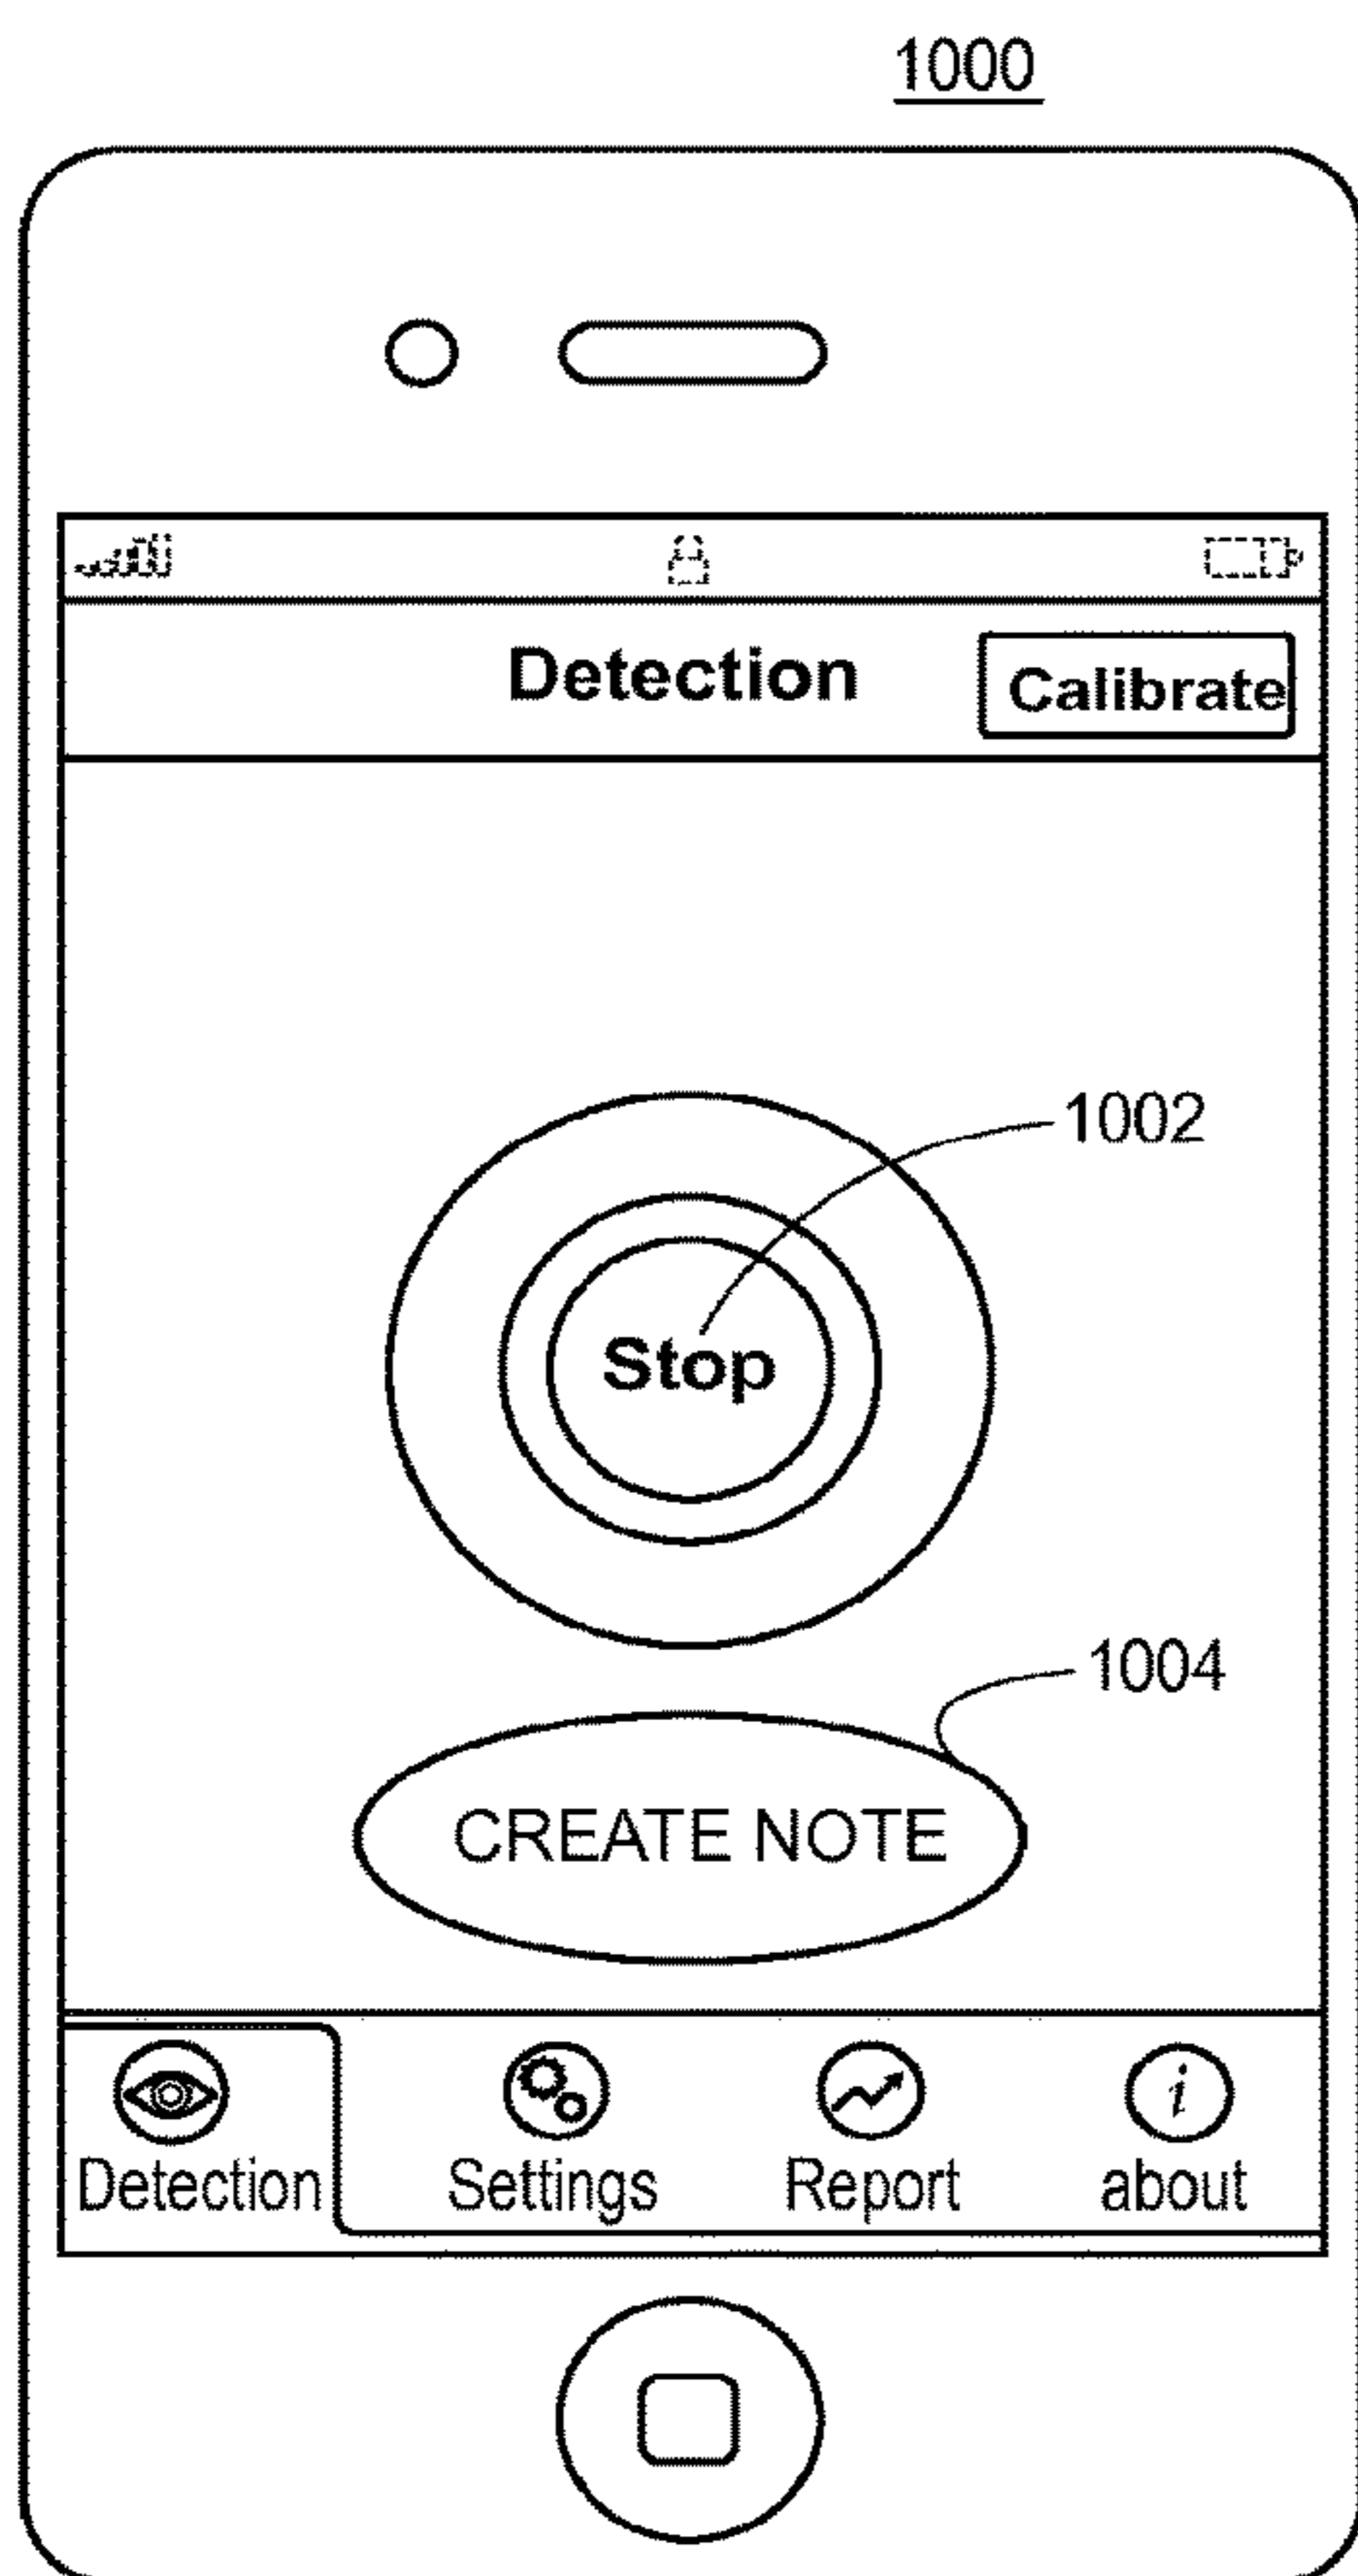 1000
Detection
Calibrate
1002
Stop
1004
CREATE NOTE
Detection Settings Report about